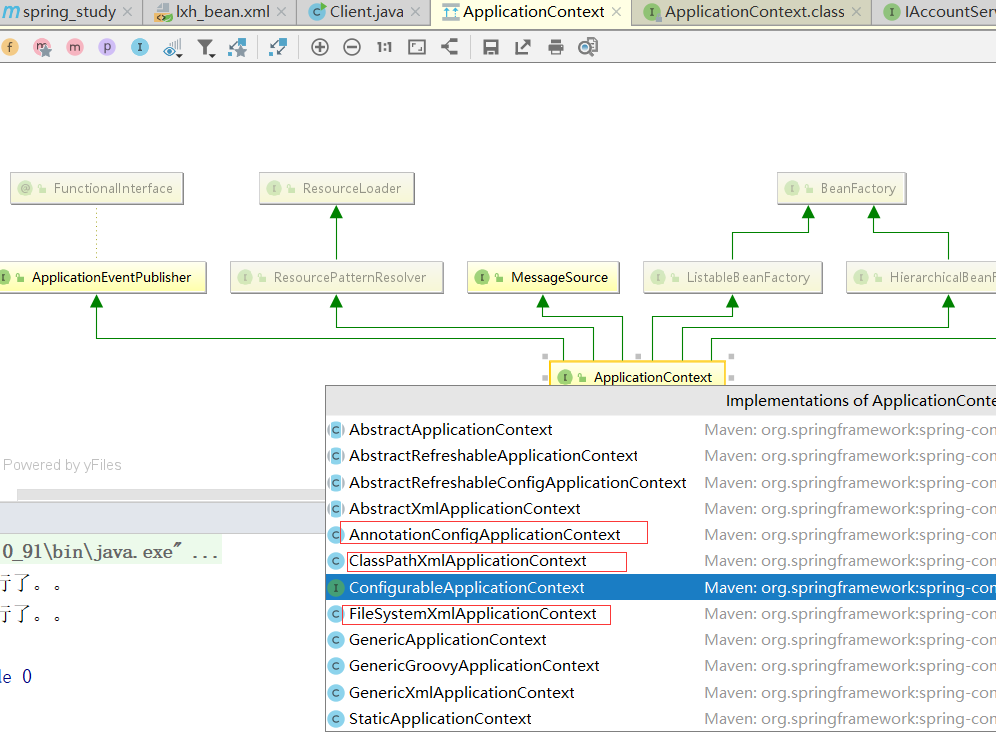 m spring_study
lxh_bean.xml
Client.java
ApplicationContext
ApplicationContext.class
IAccountSer
f m m p I 1:1
FunctionalInterface
ResourceLoader
BeanFactory
ApplicationEventPublisher
ResourcePatternResolver
MessageSource
ListableBeanFactory
HierarchicalBeanF
ApplicationContext
Implementations of ApplicationConte
AbstractApplicationContext Maven: org.springframework:spring-con
AbstractRefreshableApplicationContext Maven: org.springframework:spring-con
AbstractRefreshableConfigApplicationContext Maven: org.springframework:spring-con
AbstractXmlApplicationContext Maven: org.springframework:spring-con
AnnotationConfigApplicationContext Maven: org.springframework:spring-con
ClassPathXmlApplicationContext Maven: org.springframework:spring-con
ConfigurableApplicationContext Maven: org.springframework:spring-con
FileSystemXmlApplicationContext Maven: org.springframework:spring-con
GenericApplicationContext Maven: org.springframework:spring-con
GenericGroovyApplicationContext Maven: org.springframework:spring-con
GenericXmlApplicationContext Maven: org.springframework:spring-con
StaticApplicationContext Maven: org.springframework:spring-con
Powered by yFiles
0_91\bin\java.exe" ...
行了。。
行了。。
le 0